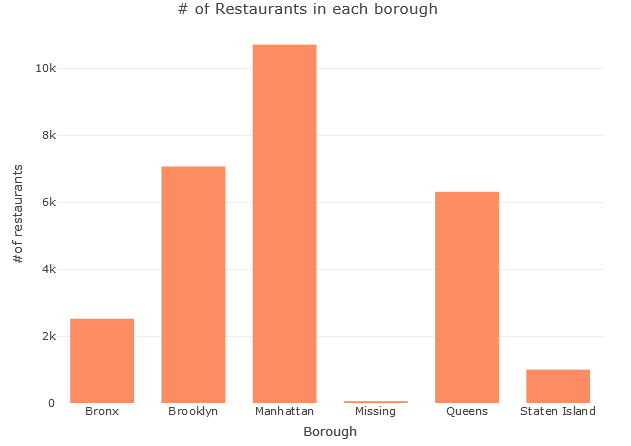 # of Restaurants in each borough
10k
8k
6k
4k
2k
0
#of restaurants
Bronx Brooklyn Manhattan Missing Queens Staten Island
Borough